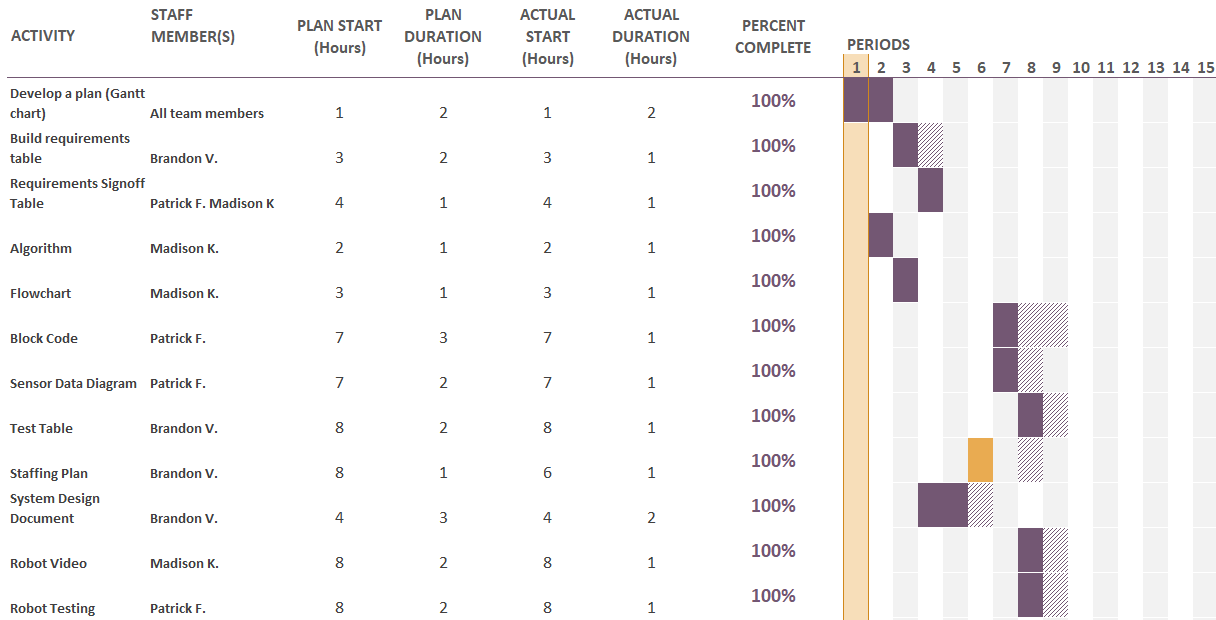 ACTIVITY STAFF MEMBER(S) PLAN START (Hours) PLAN DURATION (Hours) ACTUAL START (Hours) ACTUAL DURATION (Hours) PERCENT COMPLETE PERIODS
1 2 3 4 5 6 7 8 9 10 11 12 13 14 15
Develop a plan (Gantt
chart) All team members 1 2 1 2 100%
Build requirements
table Brandon V. 3 2 3 1 100%
Requirements Signoff
Table Patrick F. Madison K 4 1 4 1 100%
Algorithm Madison K. 2 1 2 1 100%
Flowchart Madison K. 3 1 3 1 100%
Block Code Patrick F. 7 3 7 1 100%
Sensor Data Diagram Patrick F. 7 2 7 1 100%
Test Table Brandon V. 8 2 8 1 100%
Staffing Plan Brandon V. 8 1 6 1 100%
System Design
Document Brandon V. 4 3 4 2 100%
Robot Video Madison K. 8 2 8 1 100%
Robot Testing Patrick F. 8 2 8 1 100%